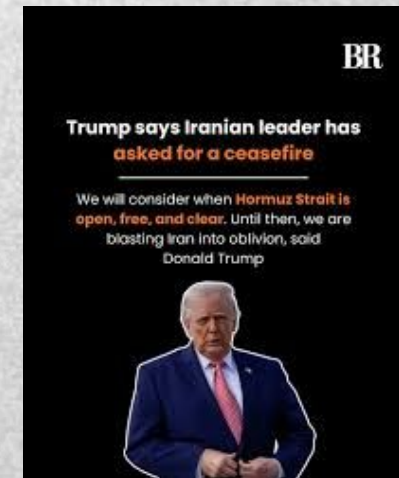 BR
Trump says Iranian leader has
asked for a ceasefire
We will consider when Hormuz Strait is
open, free, and clear. Until then, we are
blasting Iran into oblivion, said
Donald Trump